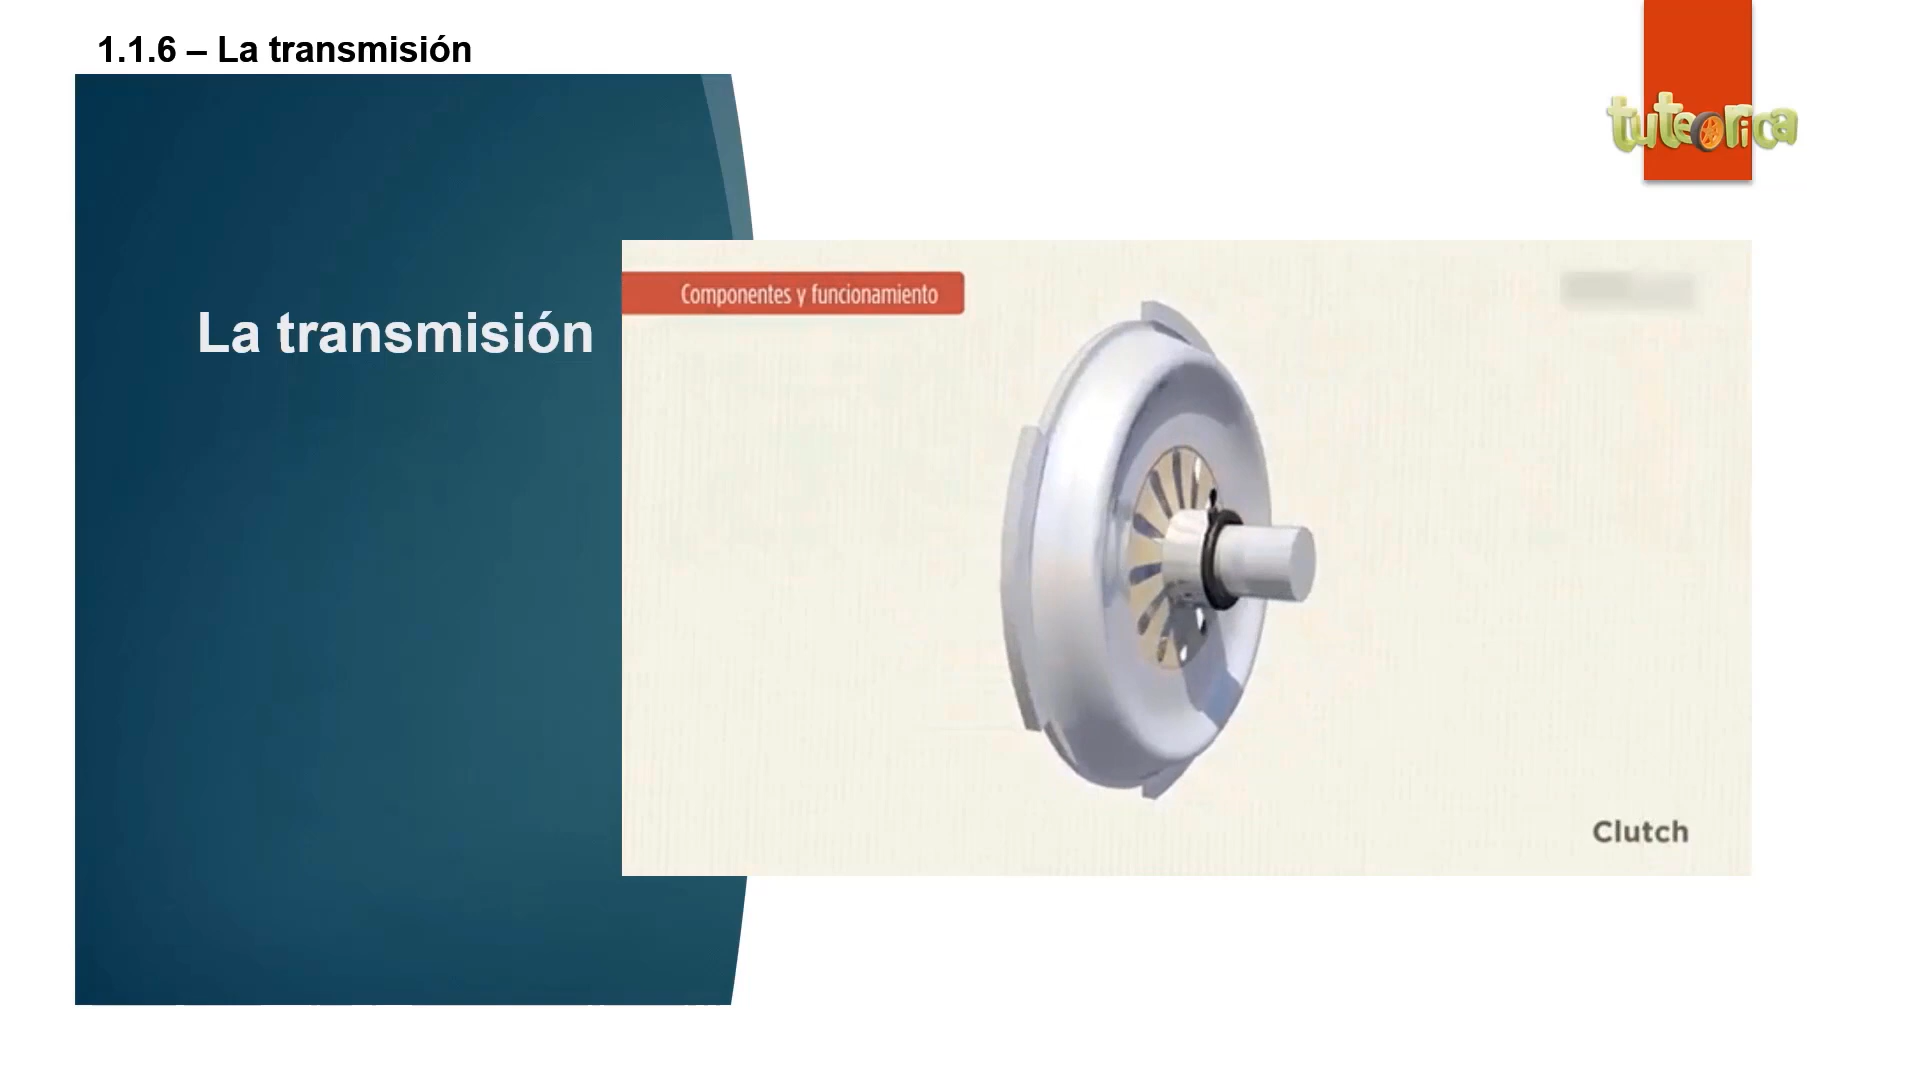 1.1.6 – La transmisión
tuteorica
La transmisión
Componentes y funcionamiento
Clutch